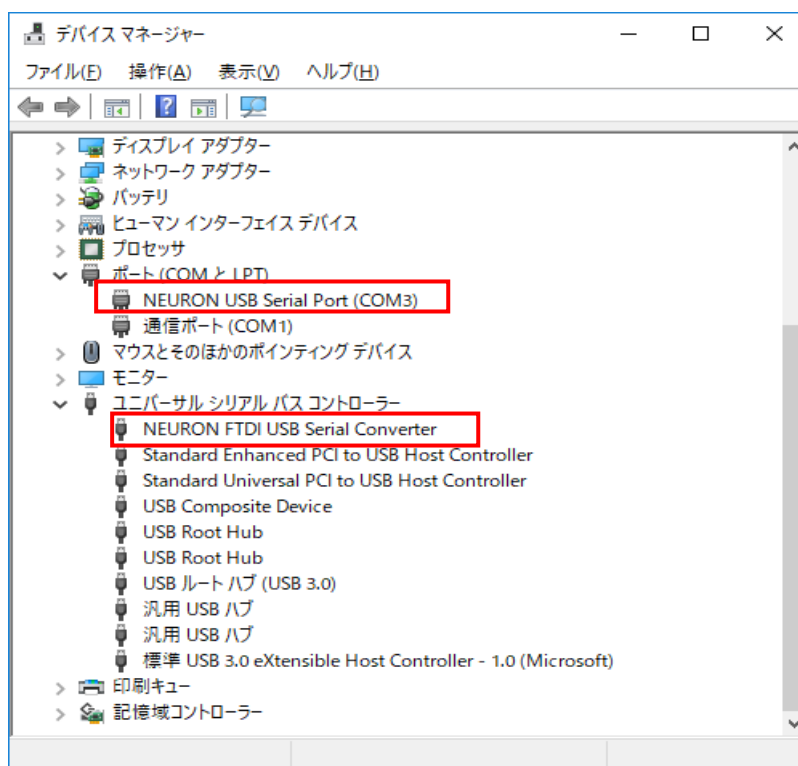 デバイス マネージャー
ファイル(F) 操作(A) 表示(V) ヘルプ(H)
ディスプレイ アダプター
ネットワーク アダプター
バッテリ
ヒューマン インターフェイス デバイス
プロセッサ
ポート (COM と LPT)
NEURON USB Serial Port (COM3)
通信ポート (COM1)
マウスとそのほかのポインティング デバイス
モニター
ユニバーサル シリアル バス コントローラー
NEURON FTDI USB Serial Converter
Standard Enhanced PCI to USB Host Controller
Standard Universal PCI to USB Host Controller
USB Composite Device
USB Root Hub
USB Root Hub
USB ルート ハブ (USB 3.0)
汎用 USB ハブ
汎用 USB ハブ
標準 USB 3.0 eXtensible Host Controller - 1.0 (Microsoft)
印刷キュー
記憶域コントローラー